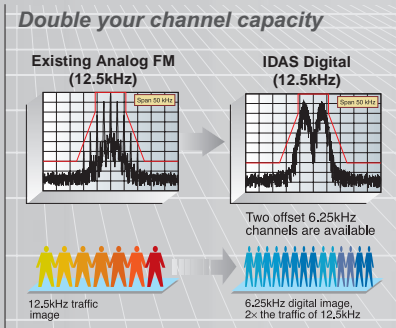 Double your channel capacity
Existing Analog FM
(12.5kHz)
IDAS Digital
(12.5kHz)
Span 50 kHz
Span 50 kHz
Two offset 6.25kHz
channels are available
12.5kHz traffic
image
6.25kHz digital image,
2× the traffic of 12.5kHz